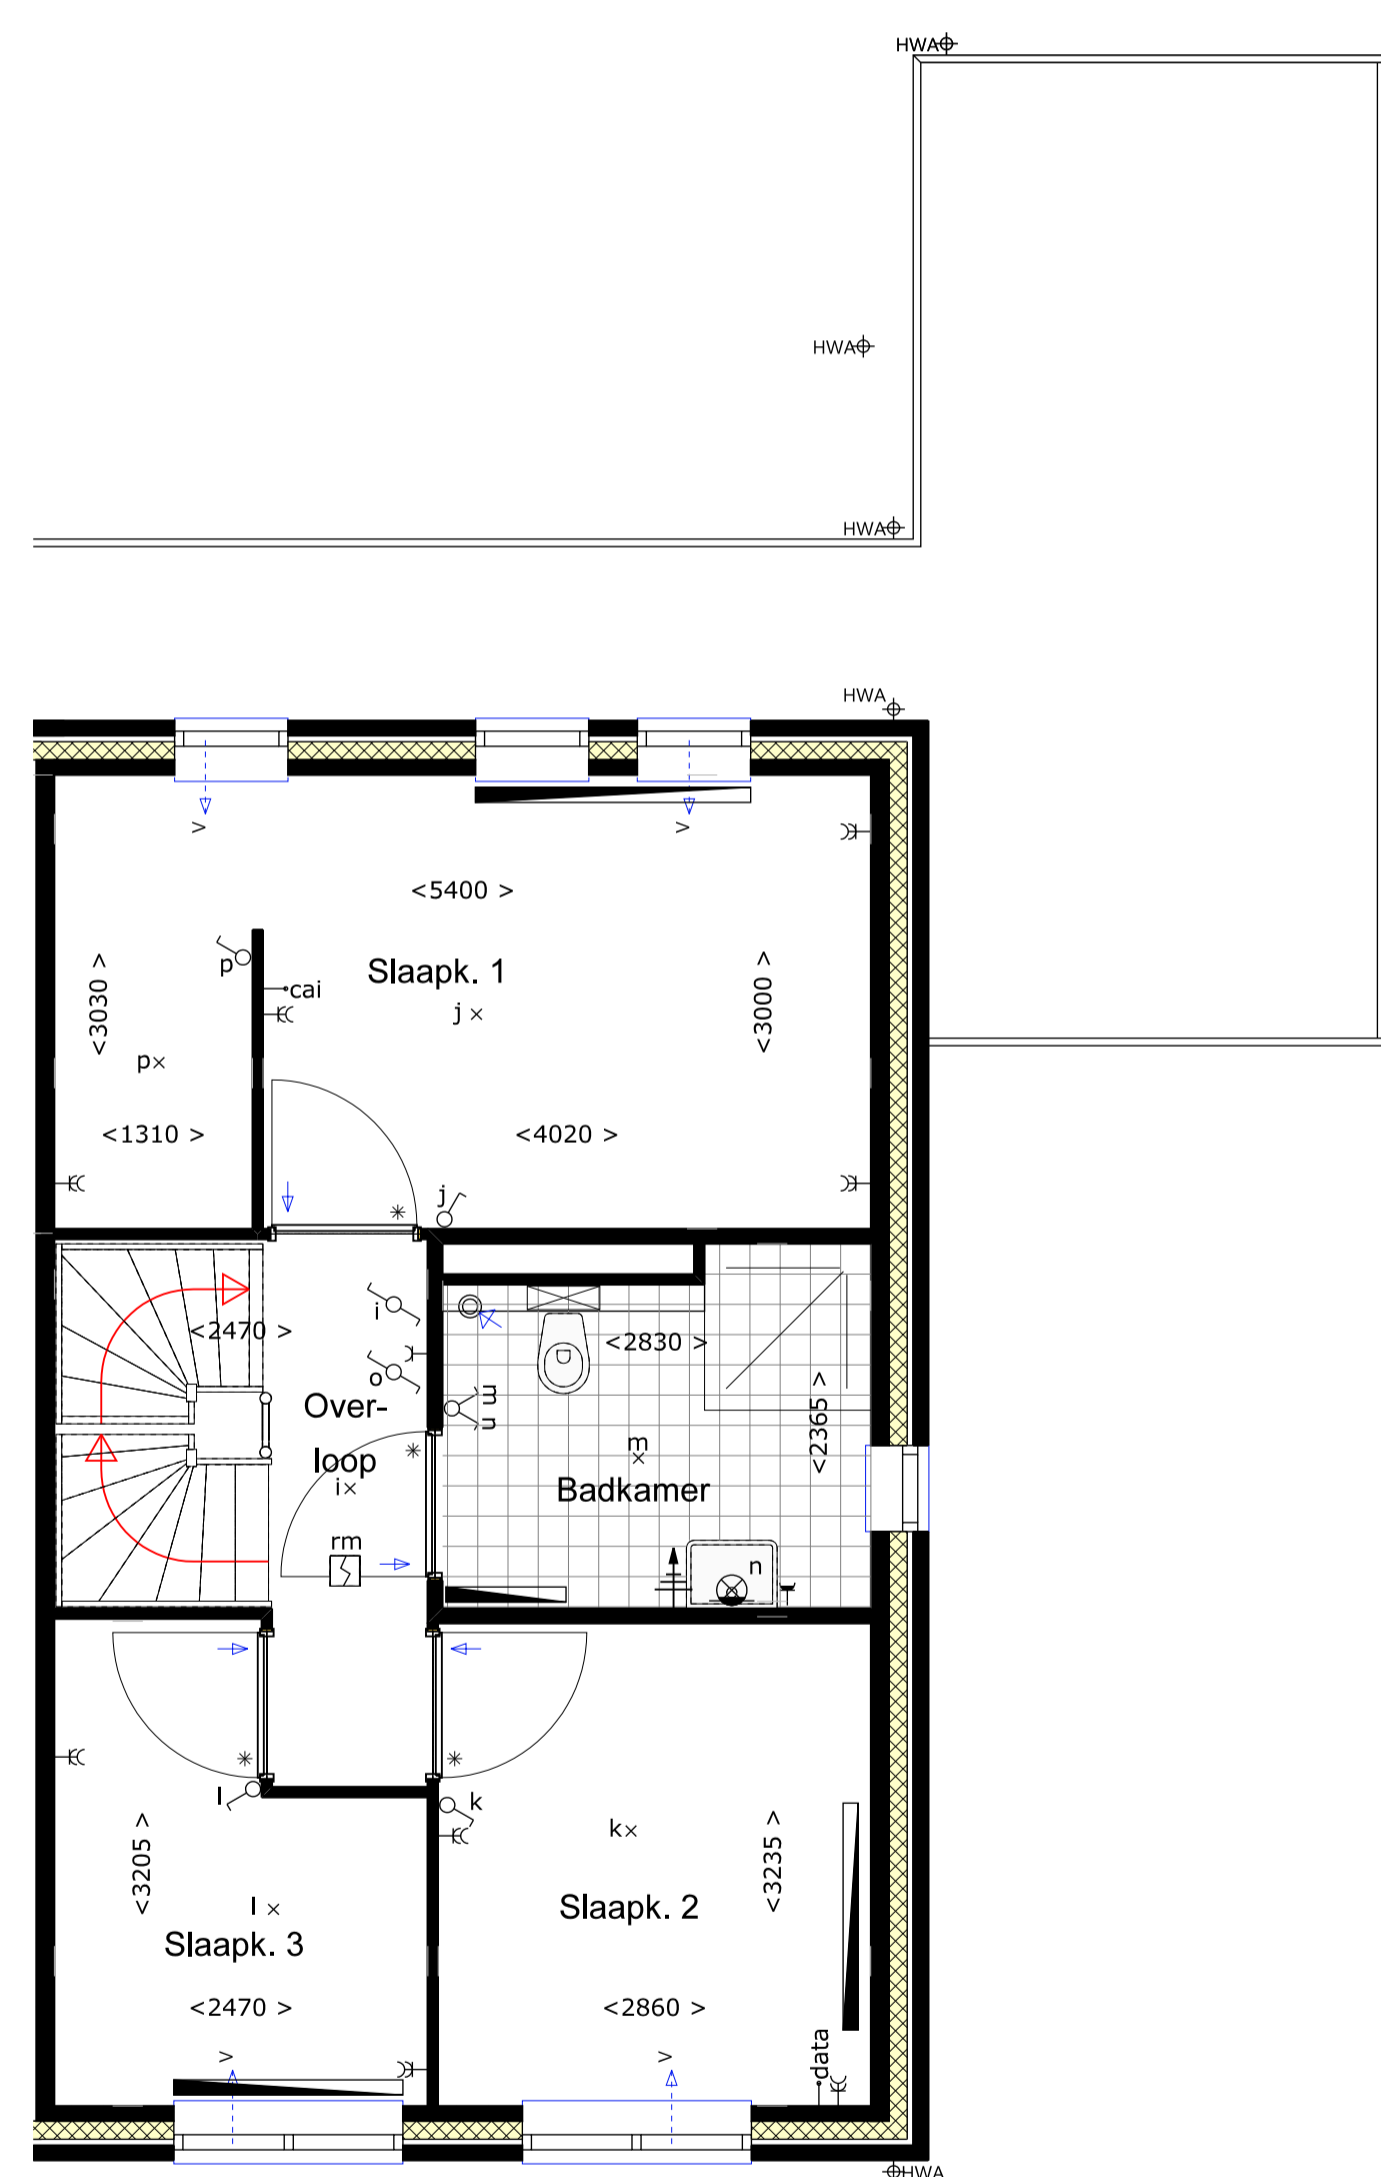 HWA
HWA
HWA
HWA
>
>
<5400 >
p
Slaapk. 1
cai
<3030 >
<3000 >
j ×
p×
<1310 >
<4020 >
j
*
i
<2470 >
<2830 >
o
m
n
Over-
loop
<2365 >
m
×
*
i×
Badkamer
rm
n
*
*
l
k
k×
<3205 >
<3235 >
l ×
Slaapk. 2
Slaapk. 3
<2470 >
<2860 >
>
>
data
HWA